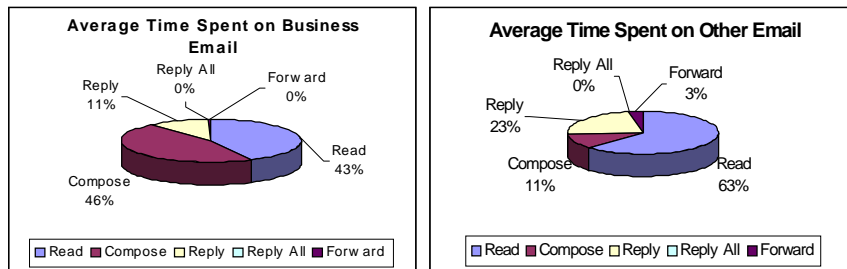 Average Time Spent on Business
Email
Reply All
0%
Forward
0%
Reply
11%
Read
43%
Compose
46%
Read Compose Reply Reply All Forward
Average Time Spent on Other Email
Reply All
0%
Forward
3%
Reply
23%
Compose
11%
Read
63%
Read Compose Reply Reply All Forward